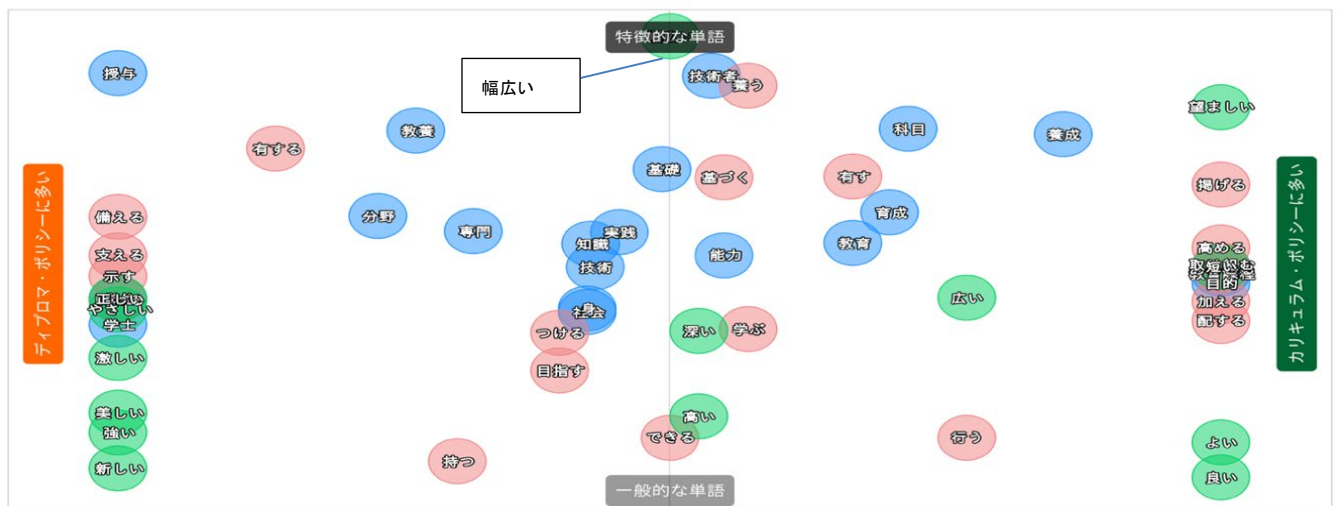 特徴的な単語
幅広い
授与
技術者
養う
望ましい
有する
教養
科目
養成
基礎
基づく
有す
掲げる
備える
分野
専門
実践
知識
育成
教育
能力
高める
支える
示す
技術
目的
ディプロマ・ポリシーに多い
カリキュラム・ポリシーに多い
正しい
やさしい
学士
社会
身
広い
加える
配する
つける
深い
学ぶ
激しい
目指す
美しい
強い
高い
できる
行う
よい
新しい
持つ
良い
一般的な単語